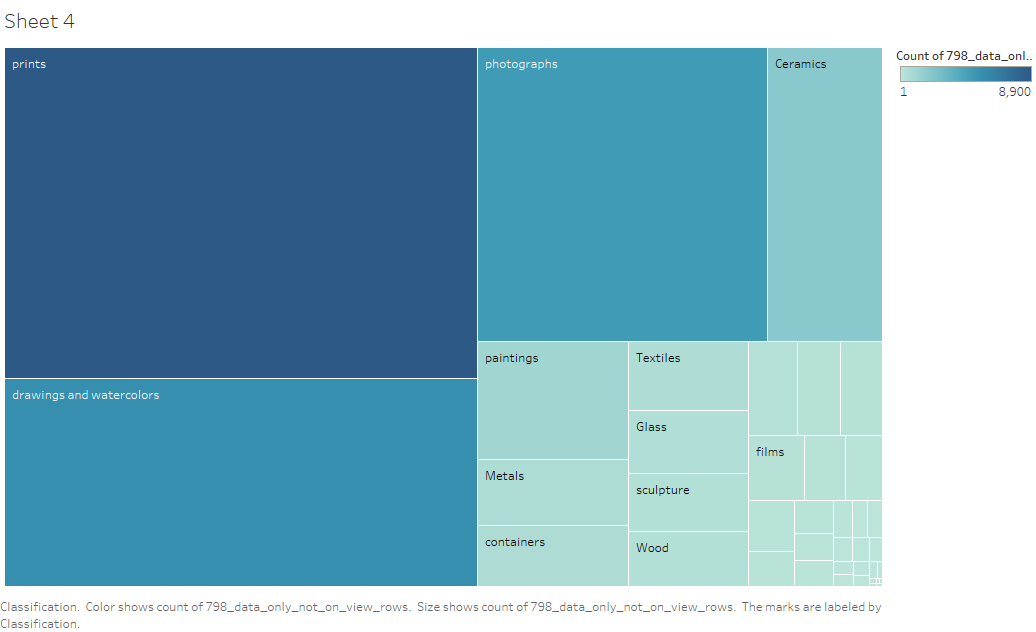 Sheet 4
prints
photographs
Ceramics
Count of 798_data_onl..
1
8,900
drawings and watercolors
paintings
Textiles
Glass
films
Metals
sculpture
containers
Wood
Classification. Color shows count of 798_data_only_not_on_view_rows. Size shows count of 798_data_only_not_on_view_rows. The marks are labeled by
Classification.